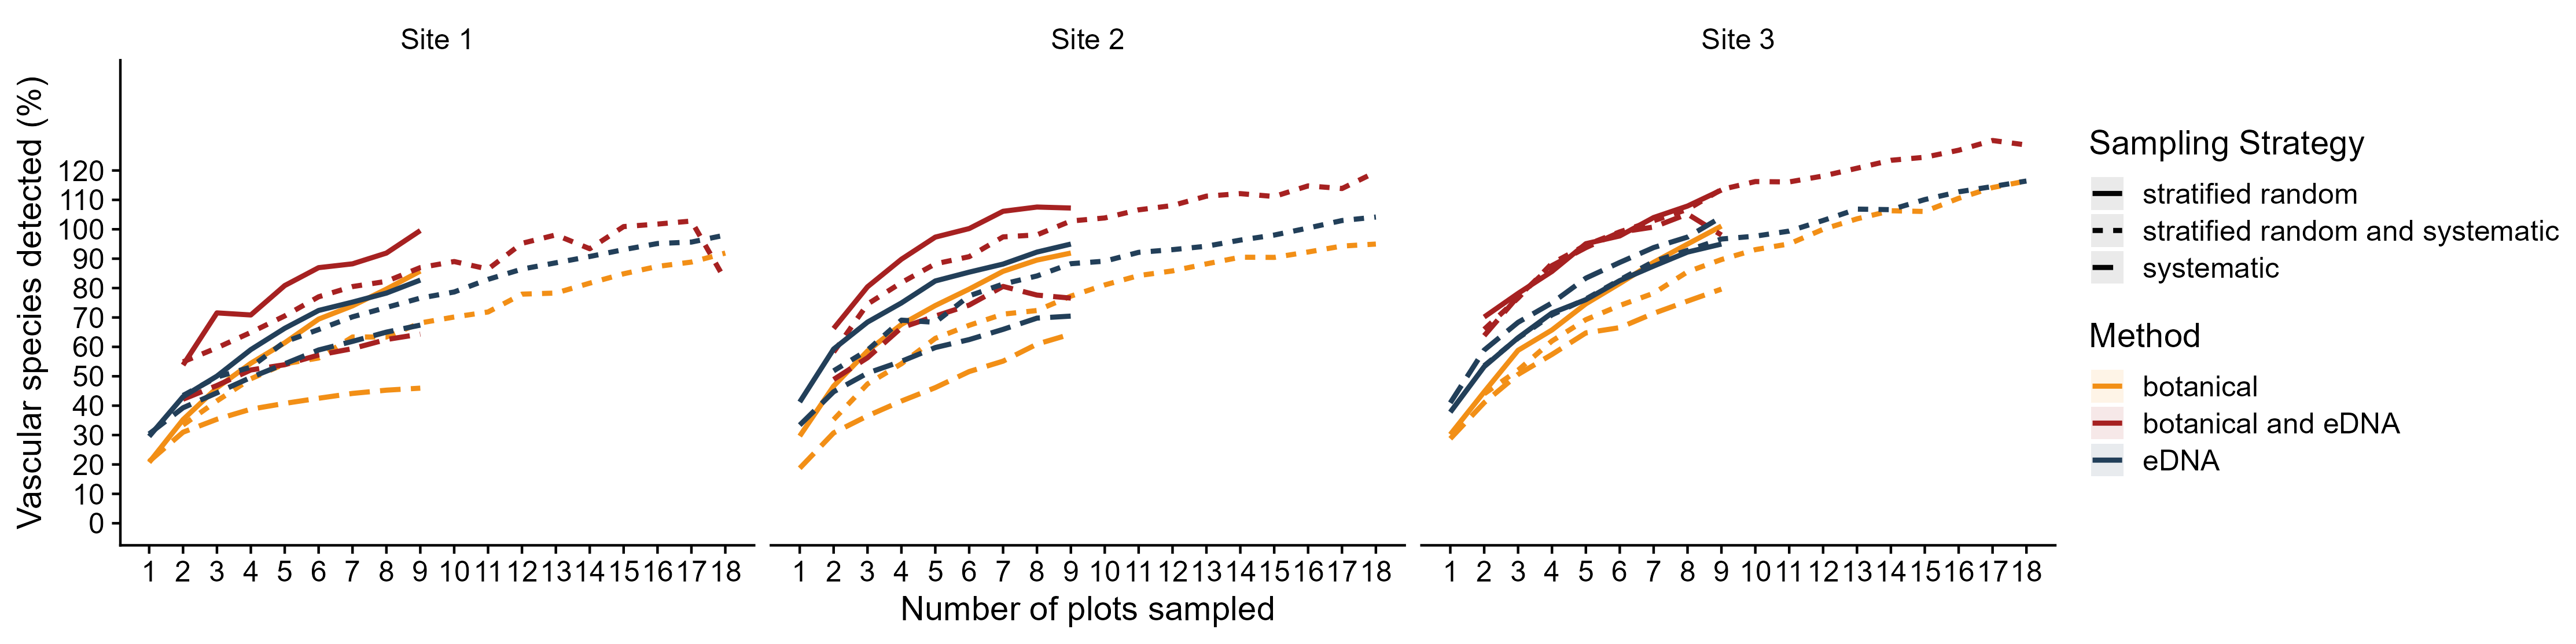 Site 1
Site 2
Site 3
Vascular species detected (%)
120
110
100
90
80
70
60
50
40
30
20
10
0
1 2 3 4 5 6 7 8 9 10 11 12 13 14 15 16 17 18
1 2 3 4 5 6 7 8 9 10 11 12 13 14 15 16 17 18
1 2 3 4 5 6 7 8 9 10 11 12 13 14 15 16 17 18
Number of plots sampled
Sampling Strategy
stratified random
stratified random and systematic
systematic
Method
botanical
botanical and eDNA
eDNA